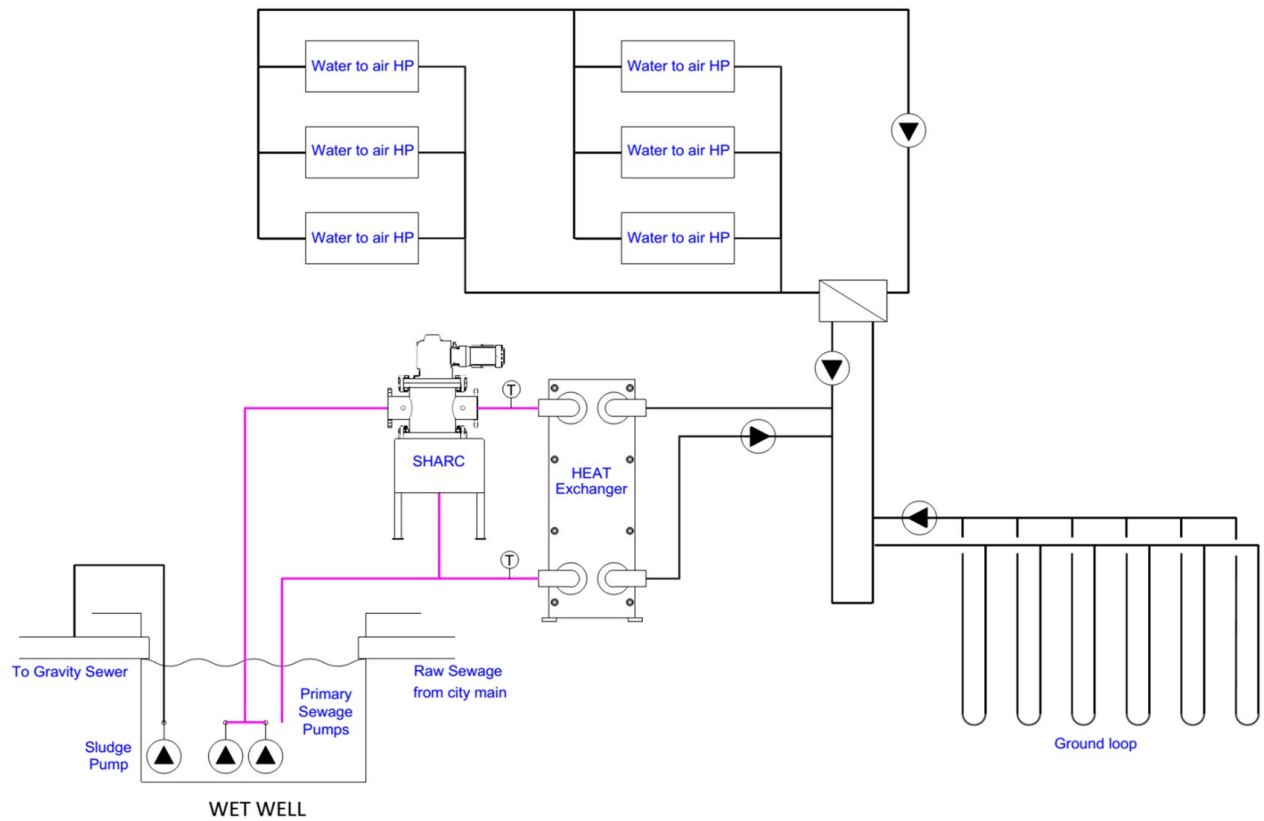 Water to air HP
Water to air HP
Water to air HP
Water to air HP
Water to air HP
Water to air HP
T
SHARC
HEAT
Exchanger
T
To Gravity Sewer
Raw Sewage
from city main
Primary
Sewage
Pumps
Sludge
Pump
Ground loop
WET WELL